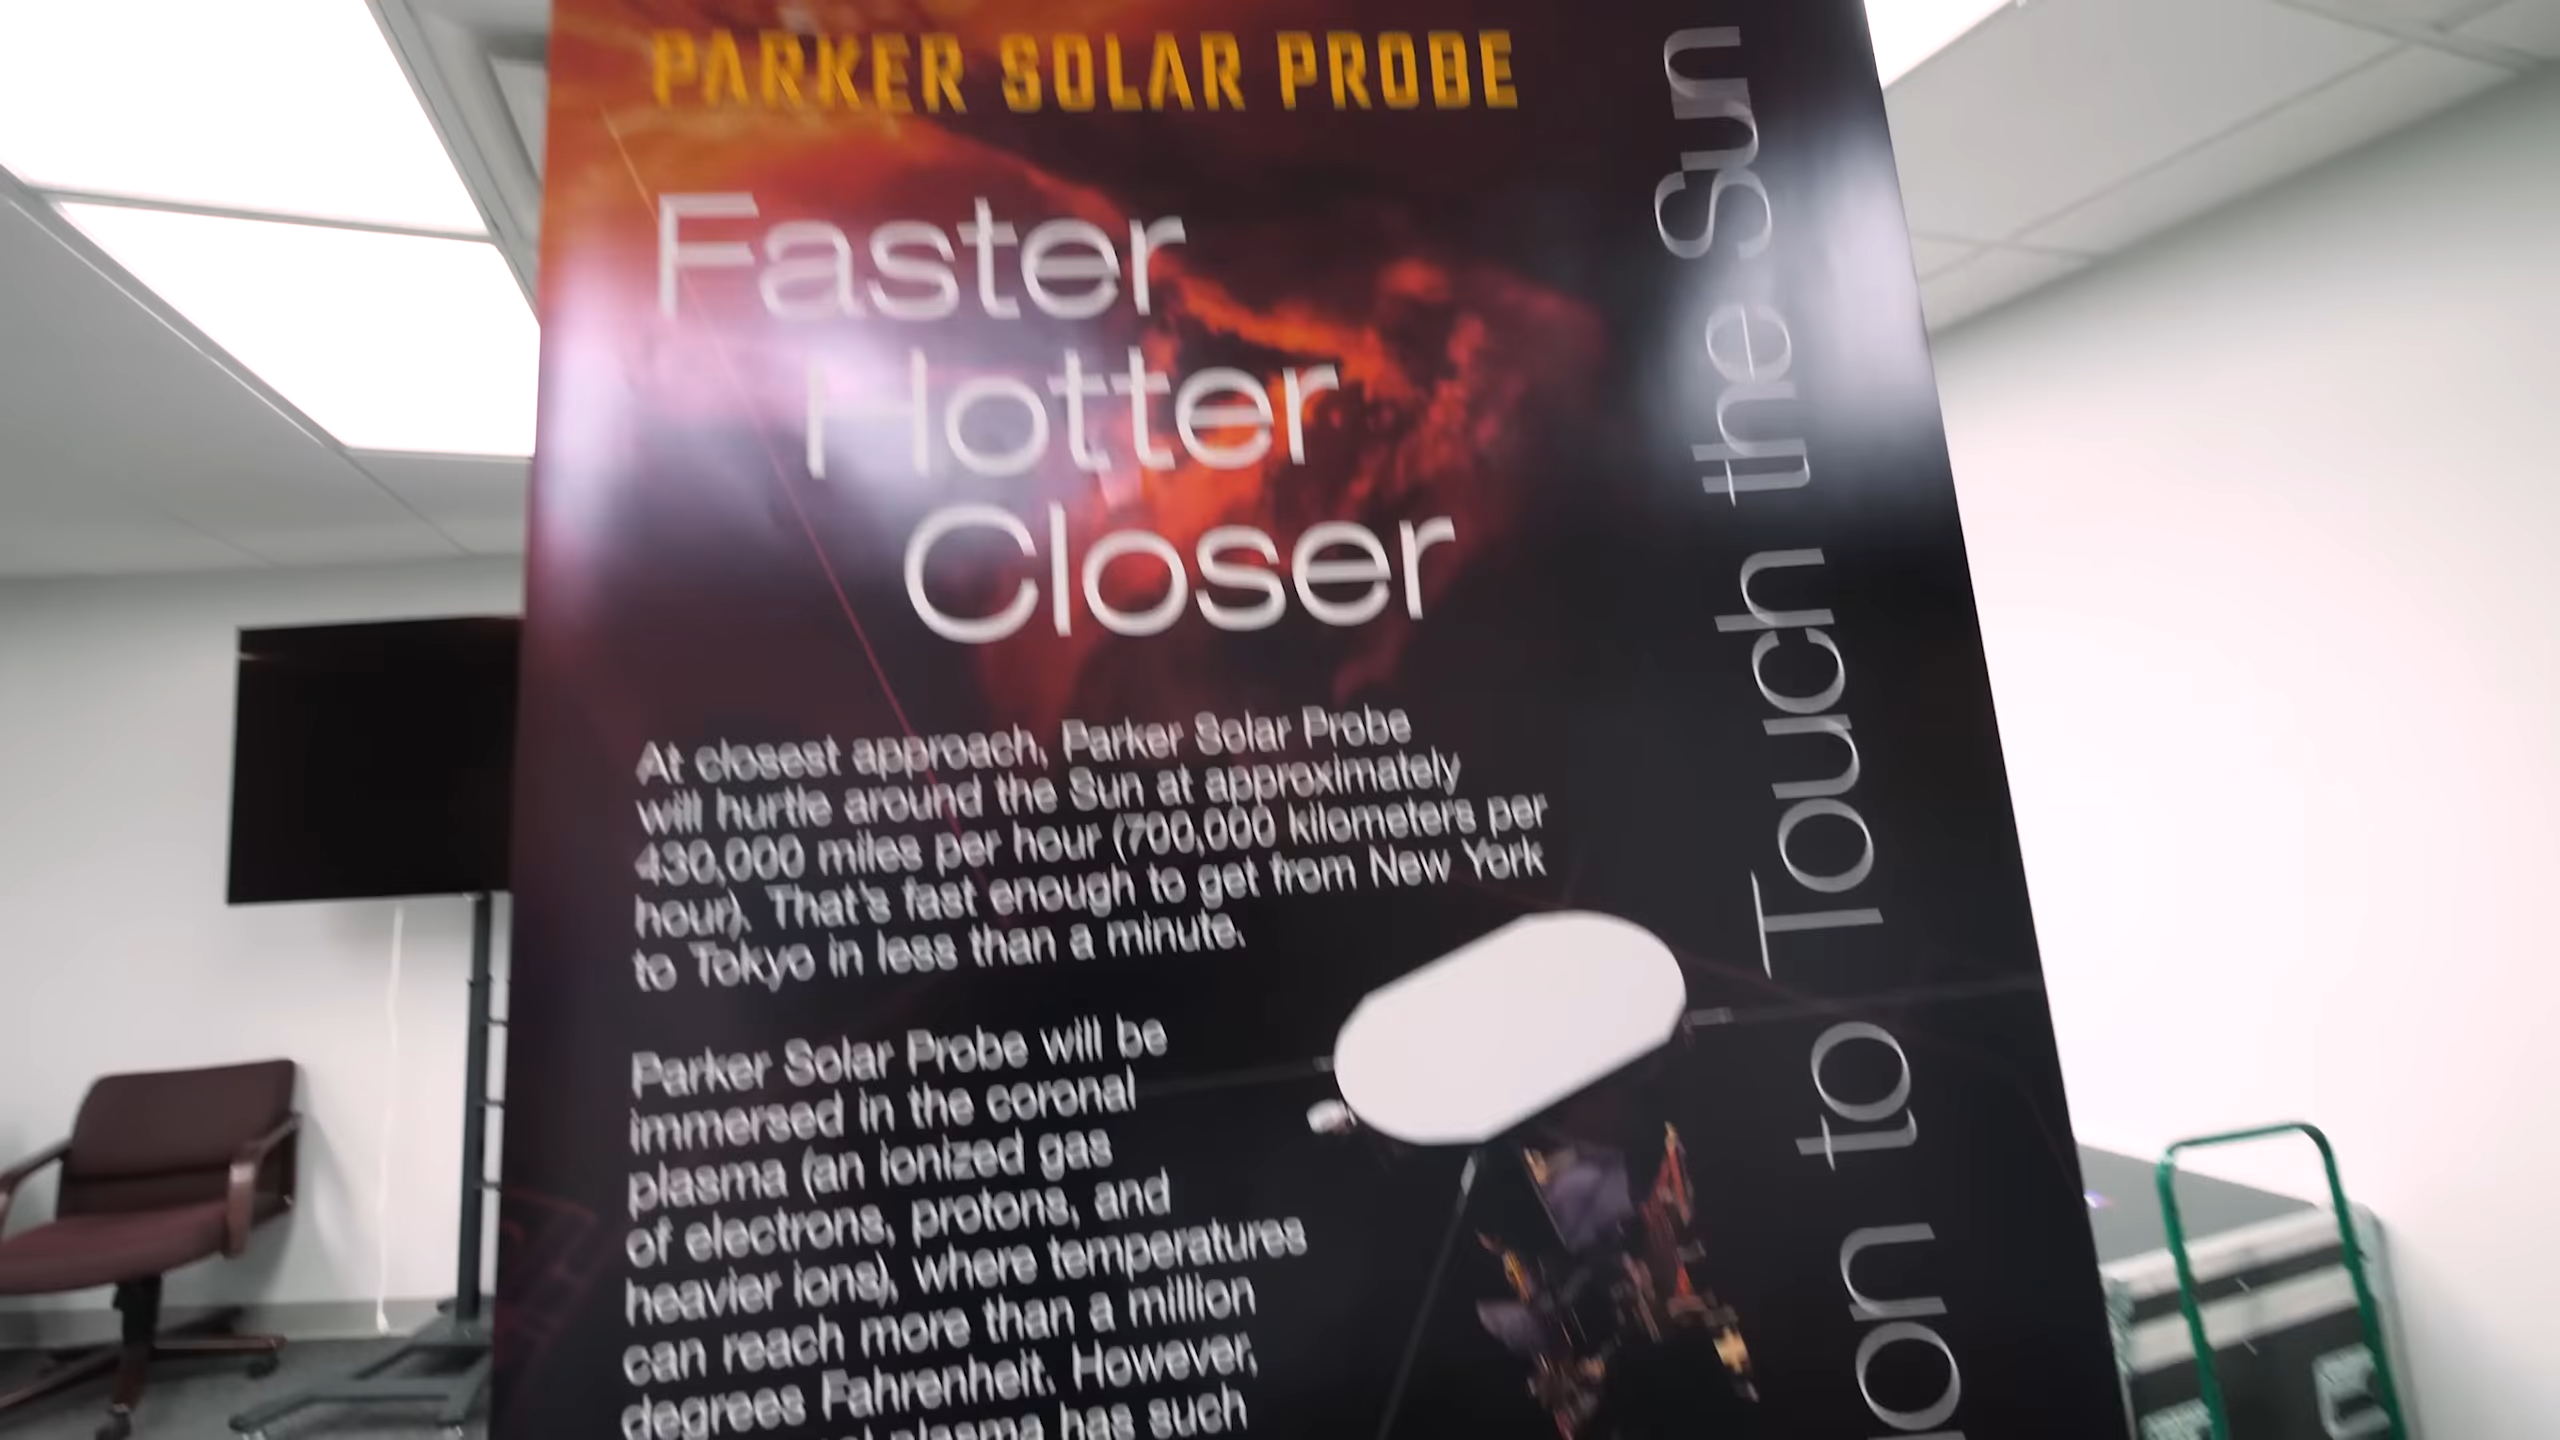 PARKER SOLAR PROBE
Faster
Hotter
Closer
At closest approach, Parker Solar Probe
will hurtle around the Sun at approximately
430,000 miles per hour (700,000 kilometers per
hour). That's fast enough to get from New York
to Tokyo in less than a minute.
Parker Solar Probe will be
immersed in the coronal
plasma (an ionized gas
of electrons, protons, and
heavier ions), where temperatures
can reach more than a million
degrees Fahrenheit. However,
plasma has such
to Touch the Sun